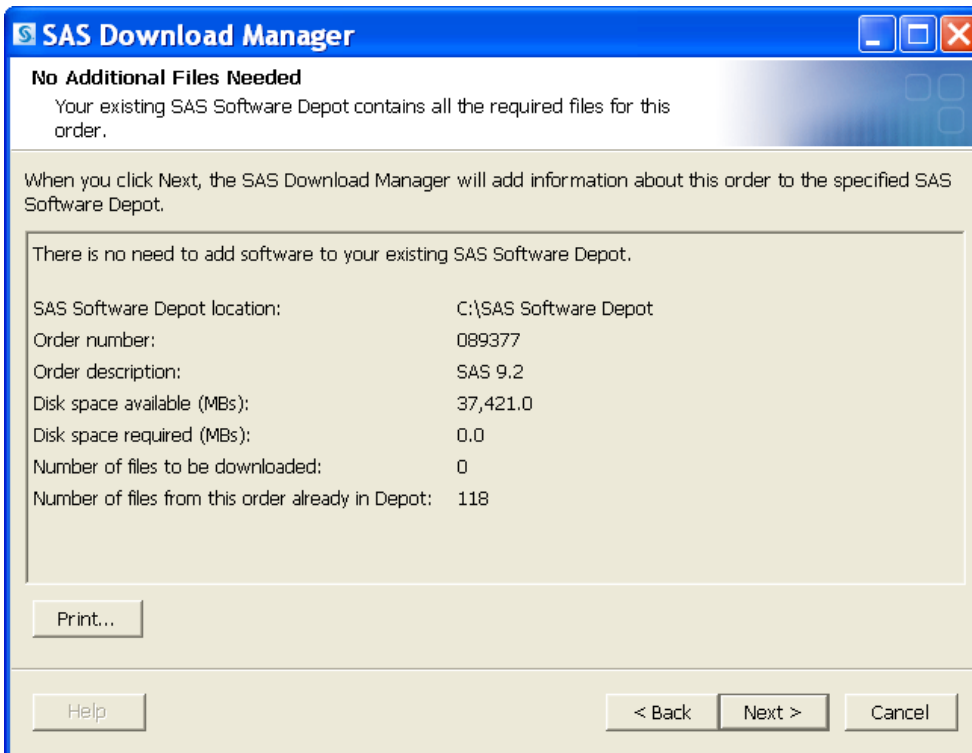 SAS Download Manager
No Additional Files Needed
Your existing SAS Software Depot contains all the required files for this
order.
When you click Next, the SAS Download Manager will add information about this order to the specified SAS
Software Depot.
There is no need to add software to your existing SAS Software Depot.
SAS Software Depot location: C:\SAS Software Depot
Order number: 089377
Order description: SAS 9.2
Disk space available (MBs): 37,421.0
Disk space required (MBs): 0.0
Number of files to be downloaded: 0
Number of files from this order already in Depot: 118
Print...
Help < Back Next > Cancel